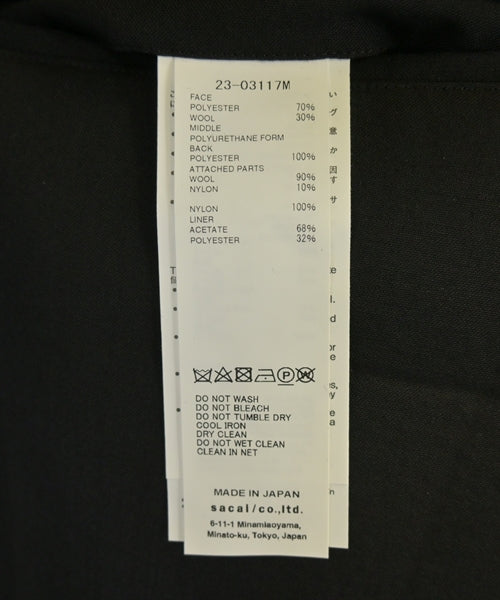 23-03117M
FACE
POLYESTER 70%
WOOL 30%
MIDDLE
POLYURETHANE FORM
BACK
POLYESTER 100%
ATTACHED PARTS
WOOL 90%
NYLON 10%
NYLON 100%
LINER
ACETATE 68%
POLYESTER 32%
DO NOT WASH
DO NOT BLEACH
DO NOT TUMBLE DRY
COOL IRON
DRY CLEAN
DO NOT WET CLEAN
CLEAN IN NET
MADE IN JAPAN
sacai/co.,ltd.
6-11-1 Minamiaoyama,
Minato-ku, Tokyo, Japan